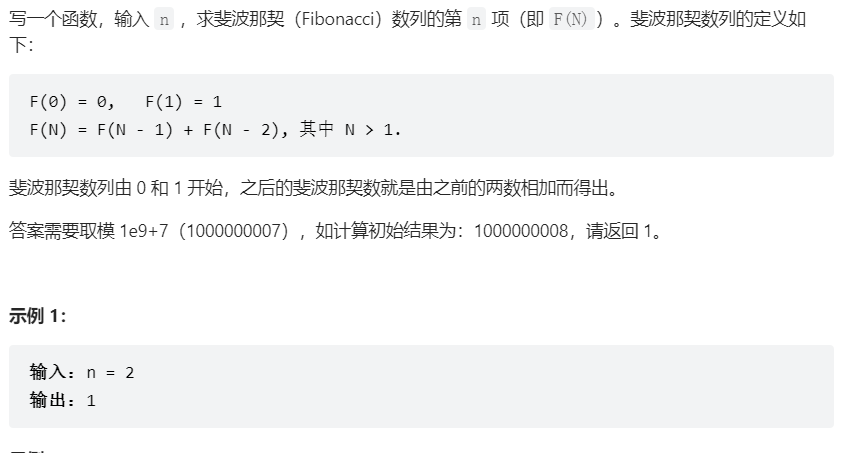 写一个函数，输入 n ，求斐波那契（Fibonacci）数列的第 n 项（即 F(N)）。斐波那契数列的定义如
下：
F(0) = 0,   F(1) = 1
F(N) = F(N - 1) + F(N - 2), 其中 N > 1.
斐波那契数列由 0 和 1 开始，之后的斐波那契数就是由之前的两数相加而得出。
答案需要取模 1e9+7（1000000007），如计算初始结果为：1000000008，请返回 1。
示例 1：
输入：n = 2
输出：1